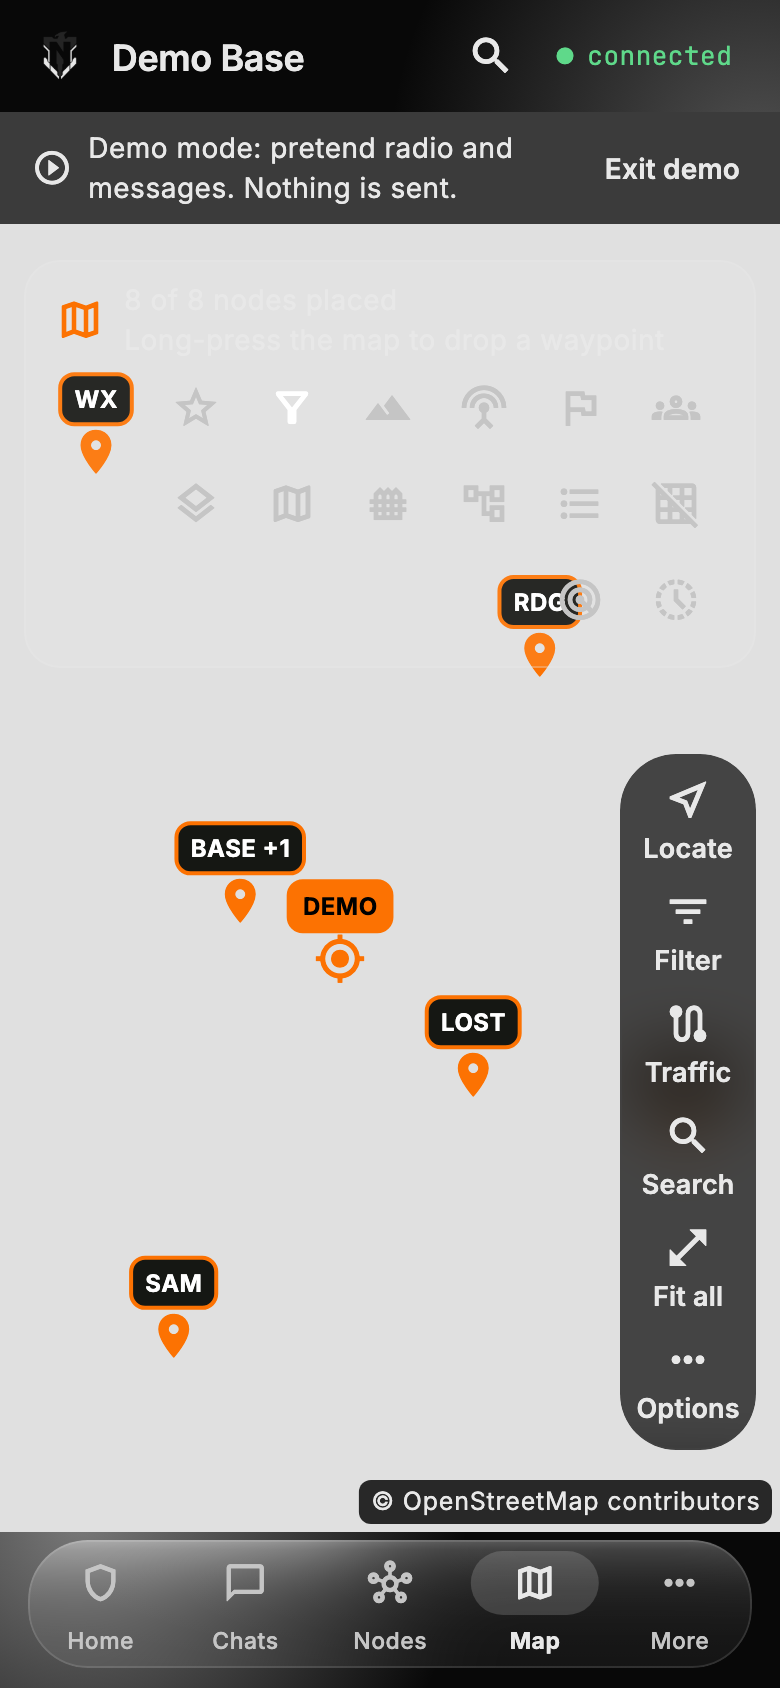 Demo Base
connected
Demo mode: pretend radio and
messages. Nothing is sent.
Exit demo
8 of 8 nodes placed
Long-press the map to drop a waypoint
WX
RDG
BASE +1
DEMO
LOST
SAM
Locate
Filter
Traffic
Search
Fit all
Options
© OpenStreetMap contributors
Home
Chats
Nodes
Map
More